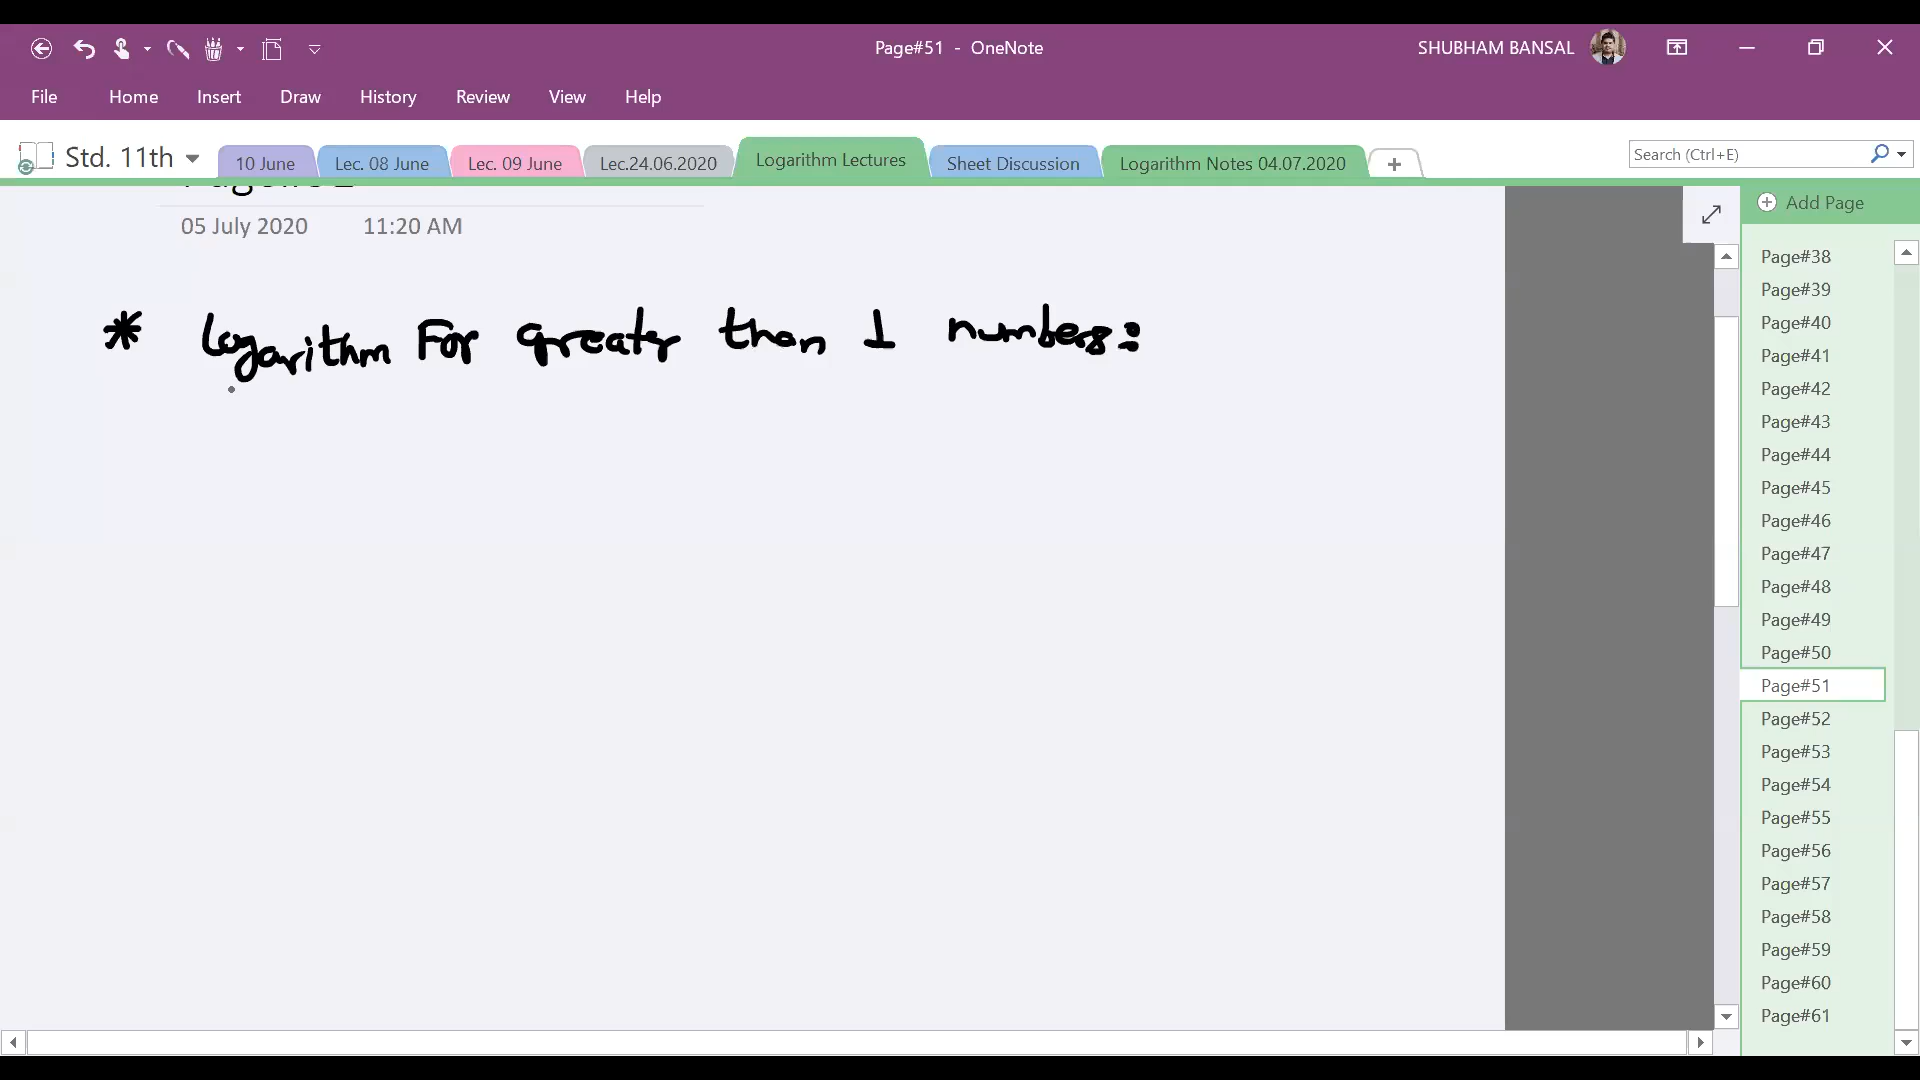 Page#51 - OneNote
SHUBHAM BANSAL
File Home Insert Draw History Review View Help
Std. 11th
10 June
Lec. 08 June
Lec. 09 June
Lec.24.06.2020
Logarithm Lectures
Sheet Discussion
Logarithm Notes 04.07.2020
Search (Ctrl+E)
05 July 2020 11:20 AM
* Logarithm For greater than 1 numbers:
Add Page
Page#38
Page#39
Page#40
Page#41
Page#42
Page#43
Page#44
Page#45
Page#46
Page#47
Page#48
Page#49
Page#50
Page#51
Page#52
Page#53
Page#54
Page#55
Page#56
Page#57
Page#58
Page#59
Page#60
Page#61